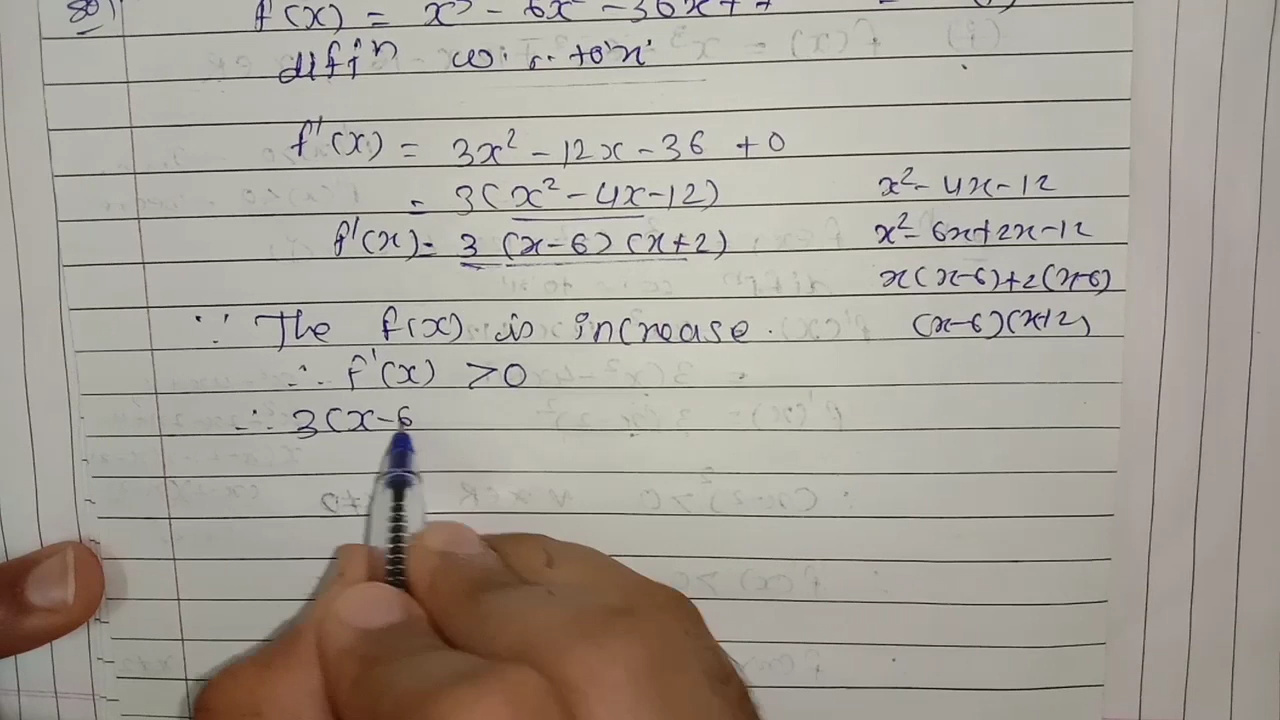 f(x) = x³ - 6x² - 36x + 7
diffⁿ w. r. to 'x'
f'(x) = 3x² - 12x - 36 + 0
= 3(x² - 4x - 12)
x² - 4x - 12
f'(x) = 3 (x-6) (x+2)
x² - 6x + 2x - 12
x(x-6) + 2(x-6)
∵ The f(x) is increase.
(x-6)(x+2)
∴ f'(x) > 0
∴ 3(x-6